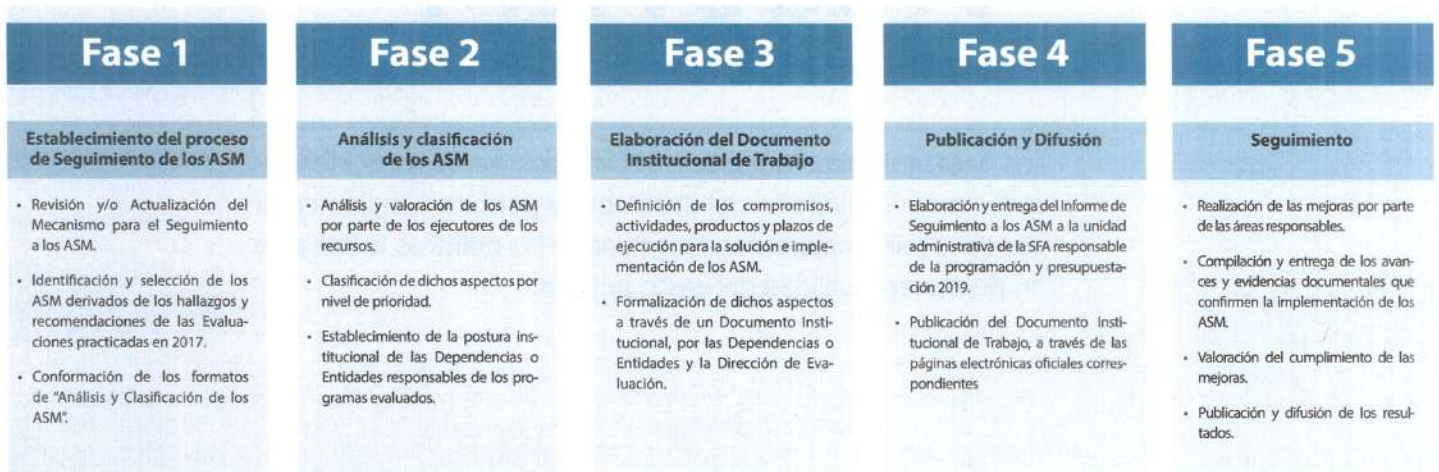 Fase 1
Establecimiento del proceso
de Seguimiento de los ASM
• Revisión y/o Actualización del
Mecanismo para el Seguimiento
a los ASM.
• Identificación y selección de los
ASM derivados de los hallazgos y
recomendaciones de las Evalua-
ciones practicadas en 2017.
• Conformación de los formatos
de "Análisis y Clasificación de los
ASM".
Fase 2
Análisis y clasificación
de los ASM
• Análisis y valoración de los ASM
por parte de los ejecutores de los
recursos.
• Clasificación de dichos aspectos por
nivel de prioridad.
• Establecimiento de la postura ins-
titucional de las Dependencias o
Entidades responsables de los pro-
gramas evaluados.
Fase 3
Elaboración del Documento
Institucional de Trabajo
• Definición de los compromisos,
actividades, productos y plazos de
ejecución para la solución e imple-
mentación de los ASM.
• Formalización de dichos aspectos
a través de un Documento Insti-
tucional, por las Dependencias o
Entidades y la Dirección de Eva-
luación.
Fase 4
Publicación y Difusión
• Elaboración y entrega del Informe de
Seguimiento a los ASM a la unidad
administrativa de la SFA responsable
de la programación y presupuesta-
ción 2019.
• Publicación del Documento Insti-
tucional de Trabajo, a través de las
páginas electrónicas oficiales corres-
pondientes
Fase 5
Seguimiento
• Realización de las mejoras por parte
de las áreas responsables.
• Compilación y entrega de los avan-
ces y evidencias documentales que
confirmen la implementación de los
ASM.
• Valoración del cumplimiento de las
mejoras.
• Publicación y difusión de los resul-
tados.